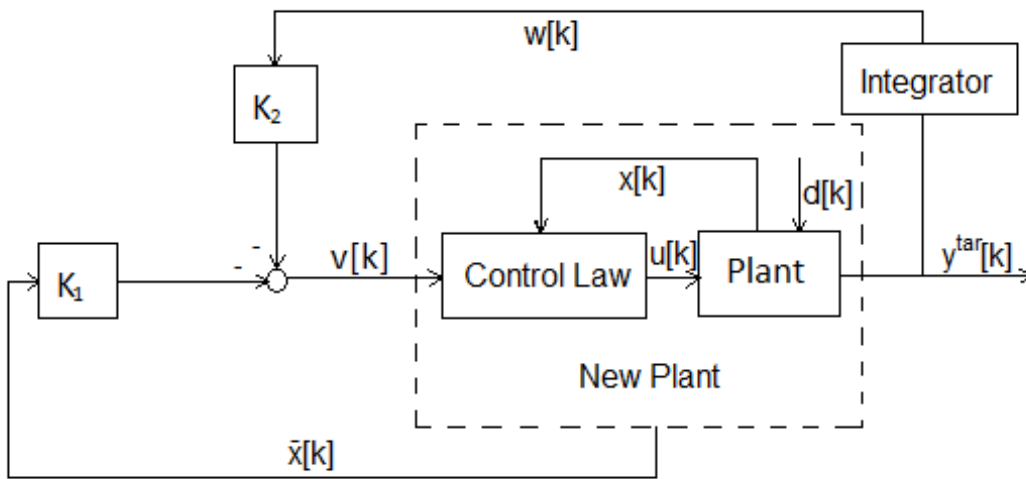 w[k]
Integrator
K₂
x[k]
d[k]
v[k]
u[k]
y^tar[k]
K₁
Control Law
Plant
-
-
New Plant
x̄[k]